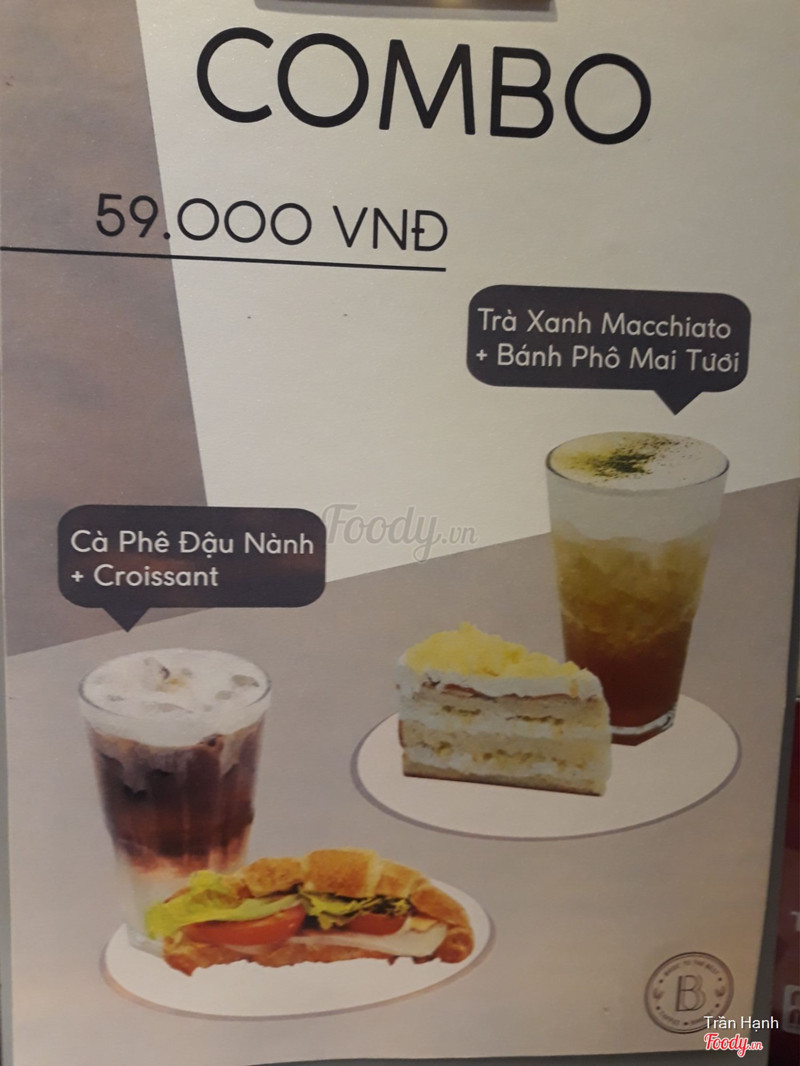 COMBO
59.000 VNĐ
Trà Xanh Macchiato
+ Bánh Phô Mai Tươi
Foody.vn
Cà Phê Đậu Nành
+ Croissant
B
Trần Hạnh
Foody.vn